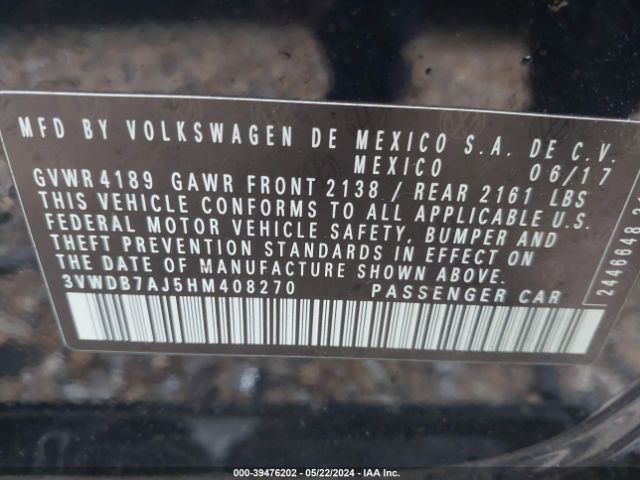 MFD BY VOLKSWAGEN DE MEXICO S.A. DE C.V.
MEXICO 06/17
GVWR 4189 GAWR FRONT 2138 / REAR 2161 LBS
THIS VEHICLE CONFORMS TO ALL APPLICABLE U.S.
FEDERAL MOTOR VEHICLE SAFETY, BUMPER AND
THEFT PREVENTION STANDARDS IN EFFECT ON
THE DATE OF MANUFACTURE SHOWN ABOVE.
3VWDB7AJ5HM408270 PASSENGER CAR
2446648
000-39476202 - 05/22/2024 - IAA Inc.